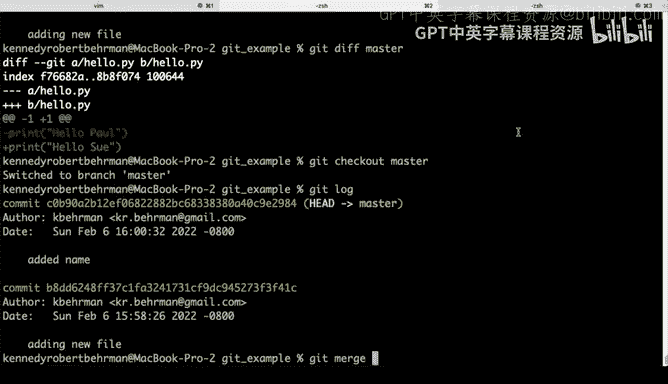 vim ⌥⌘1 -zsh ⌥⌘2 -zsh ⌥⌘3
GPT中英字幕课程资源@bilibili
GPT中英字幕课程资源 bilibili
adding new file
kennedyrobertbehrman@MacBook-Pro-2 git_example % git diff master
diff --git a/hello.py b/hello.py
index f76682a..8b8f074 100644
--- a/hello.py
+++ b/hello.py
@@ -1 +1 @@
-print("Hello Paul")
+print("Hello Sue")
kennedyrobertbehrman@MacBook-Pro-2 git_example % git checkout master
Switched to branch 'master'
kennedyrobertbehrman@MacBook-Pro-2 git_example % git log
commit c0b90a2b12ef06822882bc68338380a40c9e2984 (HEAD -> master)
Author: kbehrman <kr.behrman@gmail.com>
Date: Sun Feb 6 16:00:32 2022 -0800
added name
commit b8dd6248ff37c1fa3241731cf9dc945273f3f41c
Author: kbehrman <kr.behrman@gmail.com>
Date: Sun Feb 6 15:58:26 2022 -0800
adding new file
kennedyrobertbehrman@MacBook-Pro-2 git_example % git merge